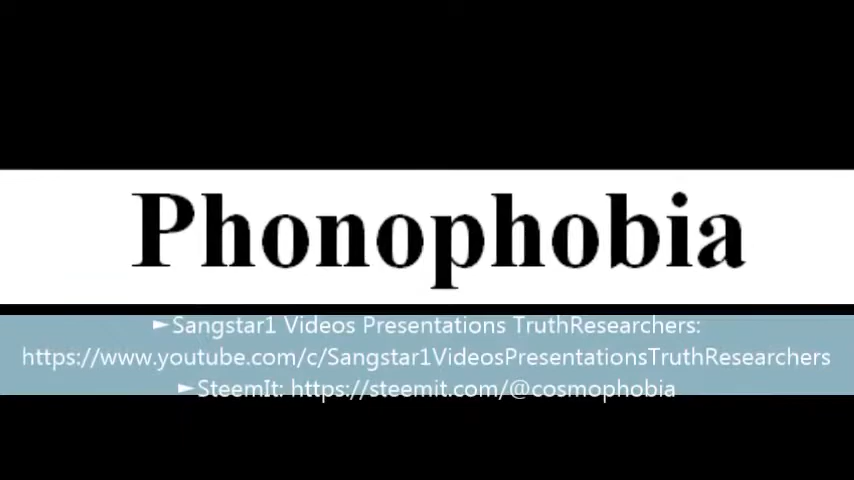 Phonophobia
►Sangstar1 Videos Presentations TruthResearchers:
https://www.youtube.com/c/Sangstar1VideosPresentationsTruthResearchers
►SteemIt: https://steemit.com/@cosmophobia